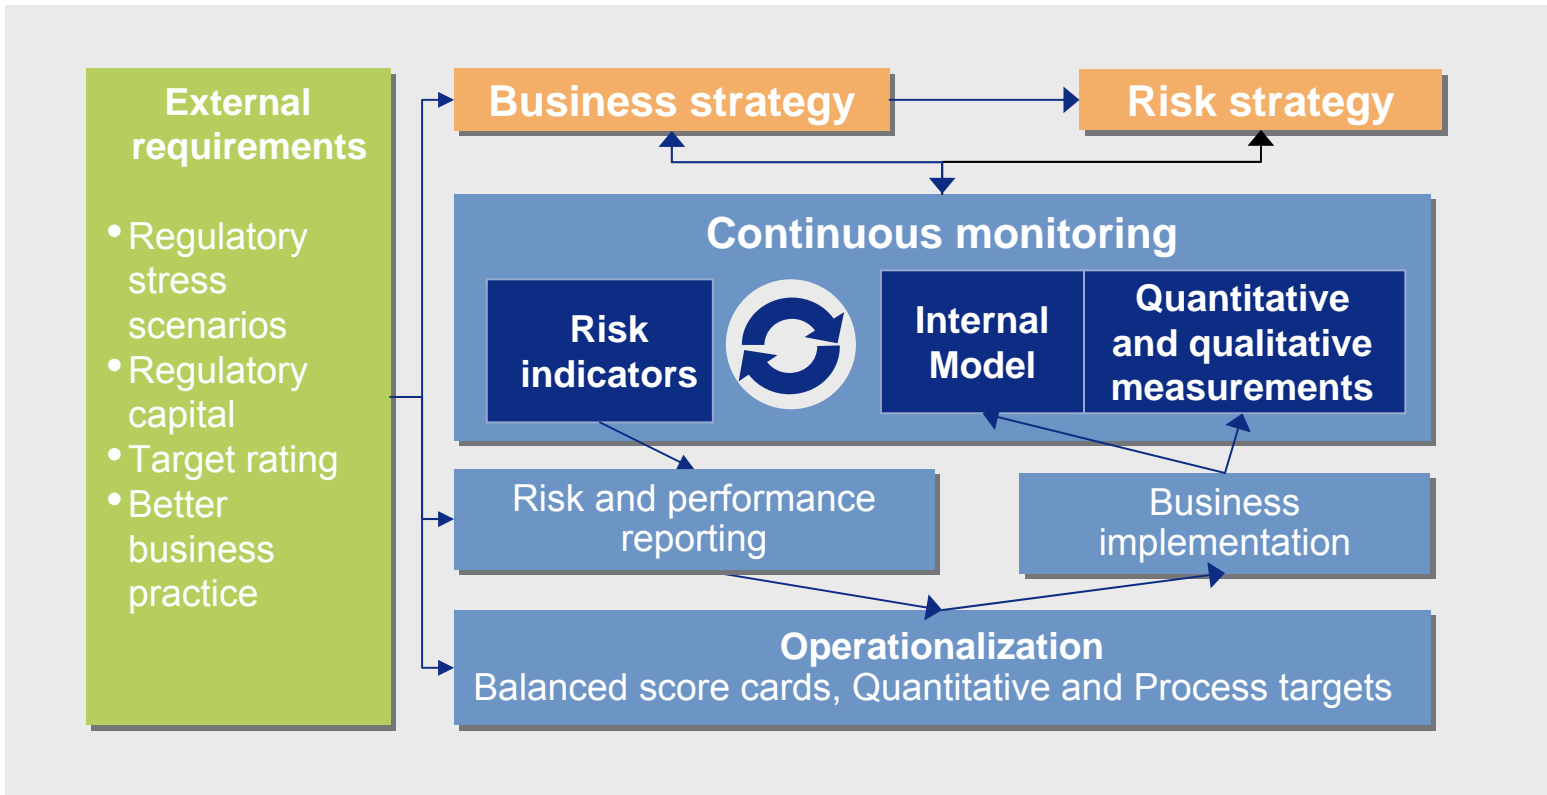 External
requirements
• Regulatory
stress
scenarios
• Regulatory
capital
• Target rating
• Better
business
practice
Business strategy
Risk strategy
Continuous monitoring
Risk
indicators
Internal
Model
Quantitative
and qualitative
measurements
Risk and performance
reporting
Business
implementation
Operationalization
Balanced score cards, Quantitative and Process targets